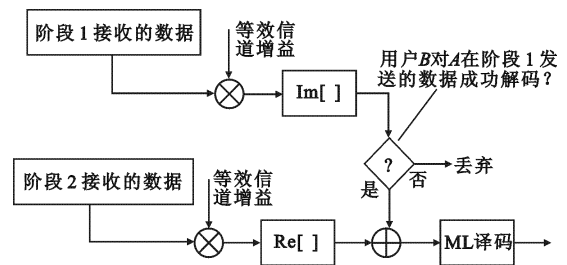 阶段1接收的数据
等效信
道增益
Im[ ]
用户B对A在阶段1发
送的数据成功解码？
?
是
否
丢弃
阶段2接收的数据
等效信
道增益
Re[ ]
ML译码